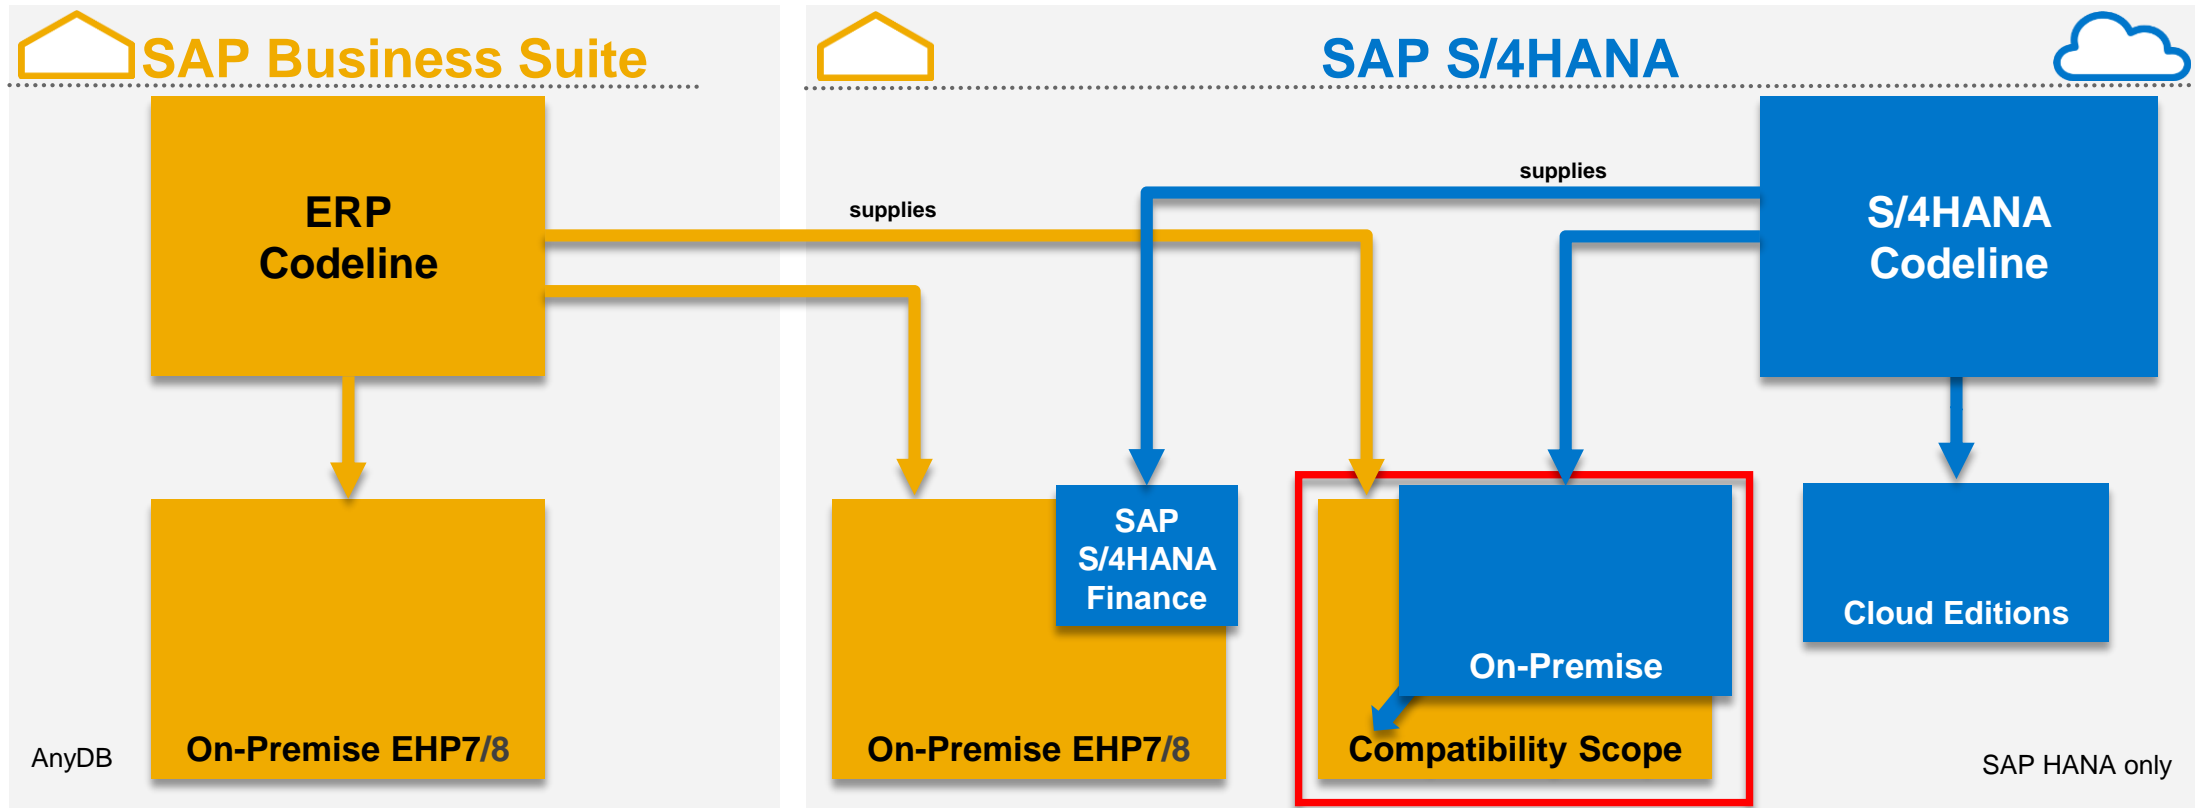 SAP Business Suite
SAP S/4HANA
ERP
Codeline
supplies
supplies
S/4HANA
Codeline
SAP
S/4HANA
Finance
On-Premise
Cloud Editions
AnyDB
On-Premise EHP7/8
On-Premise EHP7/8
Compatibility Scope
SAP HANA only